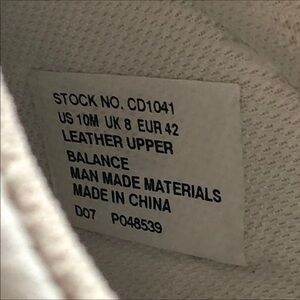 STOCK NO. CD1041
US 10M UK 8 EUR 42
LEATHER UPPER
BALANCE
MAN MADE MATERIALS
MADE IN CHINA
D07 P048539